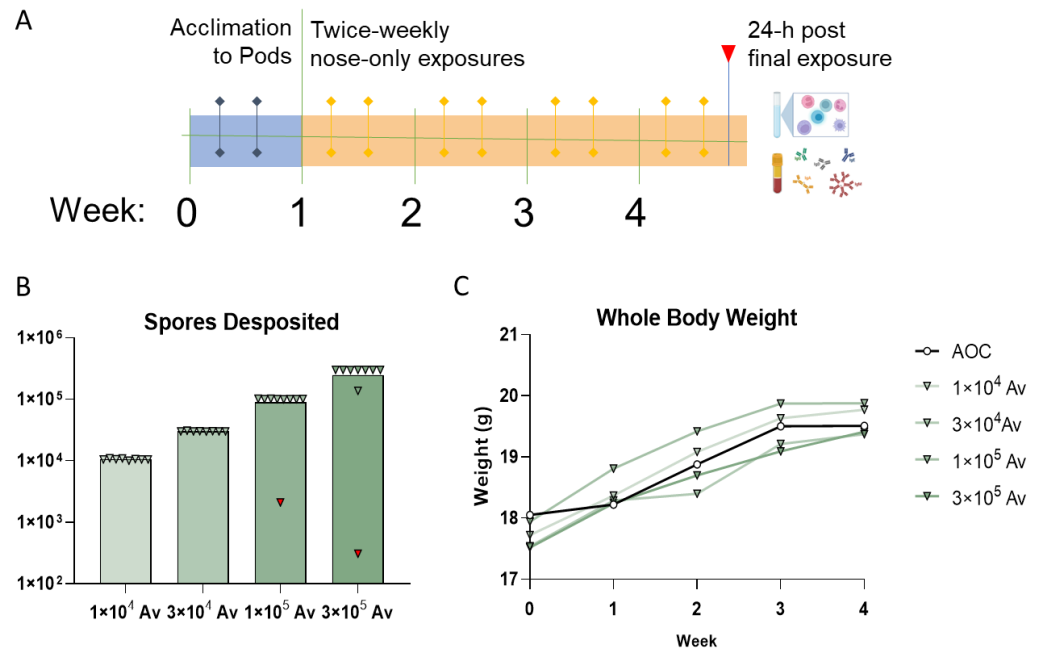 A
Acclimation
to Pods
Twice-weekly
nose-only exposures
24-h post
final exposure
Week: 0 1 2 3 4
B
Spores Desposited
1×10⁶
1×10⁵
1×10⁴
1×10³
1×10²
1×10⁴ Av 3×10⁴ Av 1×10⁵ Av 3×10⁵ Av
C
Whole Body Weight
Weight (g)
21
20
19
18
17
0 1 2 3 4
Week
AOC
1×10⁴ Av
3×10⁴Av
1×10⁵ Av
3×10⁵ Av